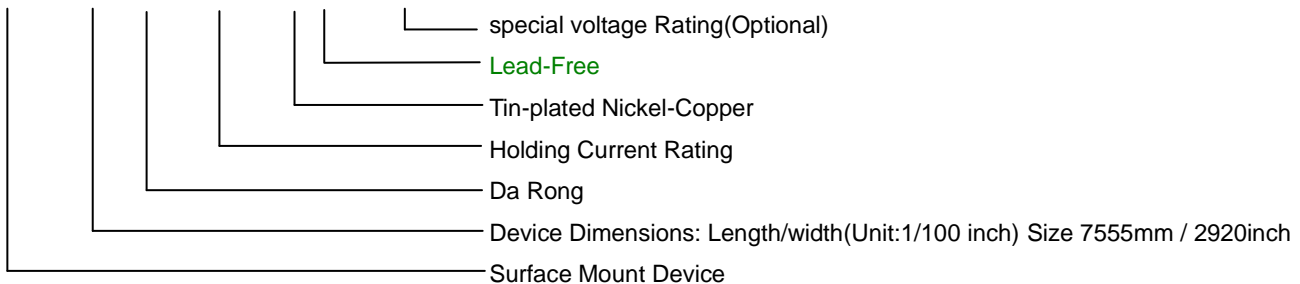 special voltage Rating(Optional)
Lead-Free
Tin-plated Nickel-Copper
Holding Current Rating
Da Rong
Device Dimensions: Length/width(Unit:1/100 inch) Size 7555mm / 2920inch
Surface Mount Device